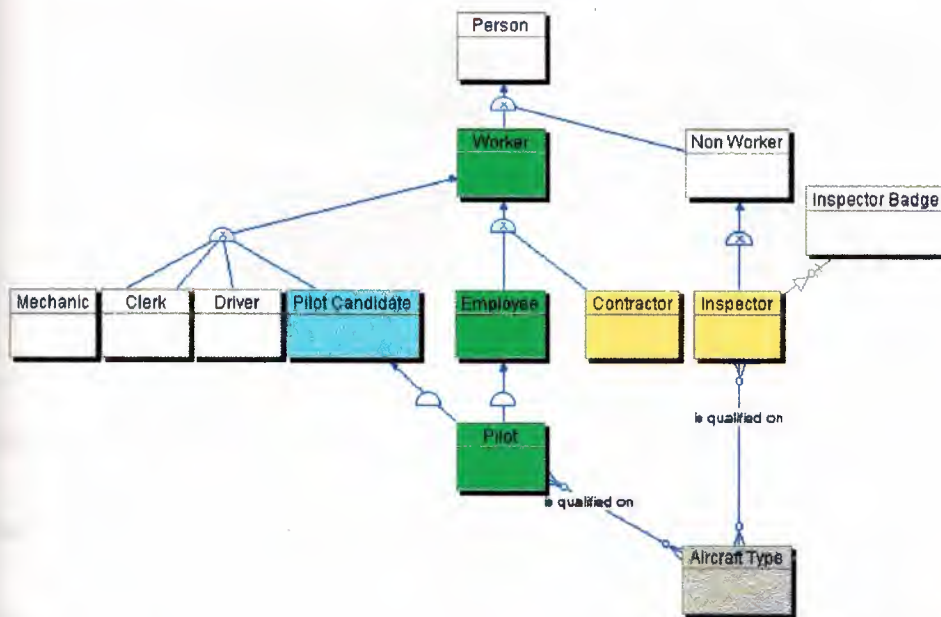 Person
Worker
Non Worker
Inspector Badge
Mechanic
Clerk
Driver
Pilot Candidate
Employee
Contractor
Inspector
is qualified on
Pilot
is qualified on
Aircraft Type